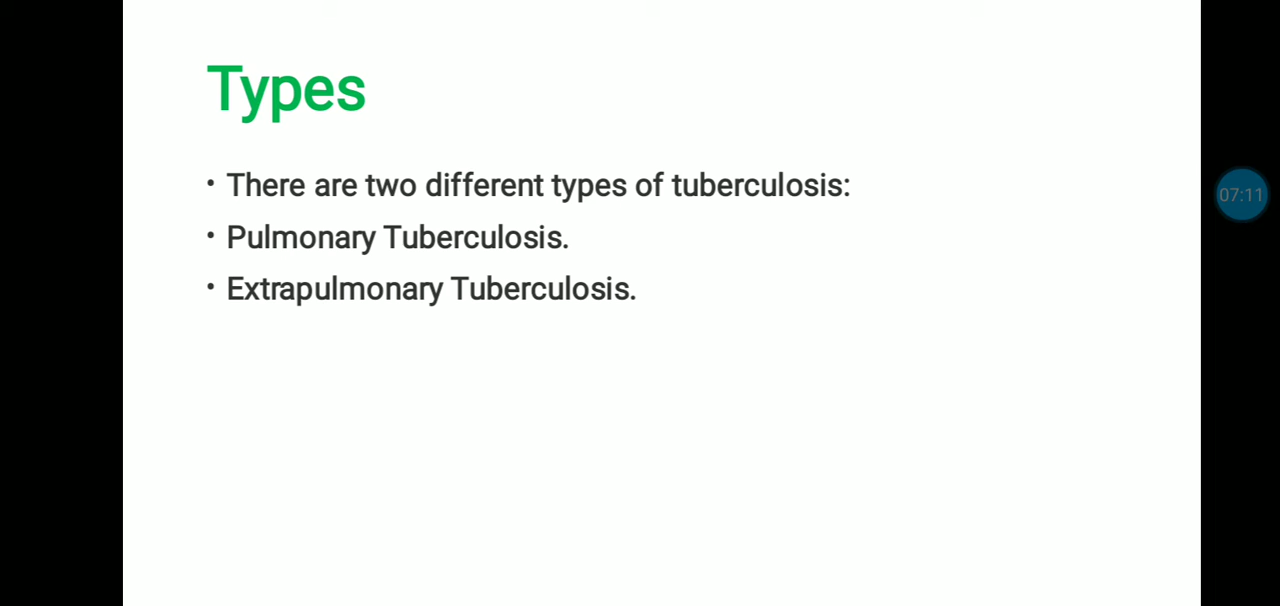 Types
• There are two different types of tuberculosis:
• Pulmonary Tuberculosis.
• Extrapulmonary Tuberculosis.
07:11